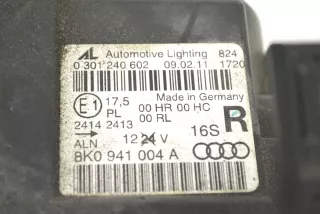 AL Automotive Lighting 824
0 301 240 602 09.02.11 1720
E1 17,5 Made in Germany
PL 00 HR 00 HC
00 RL
2414 2413 16S R
ALN 12 24 V
8K0 941 004 A